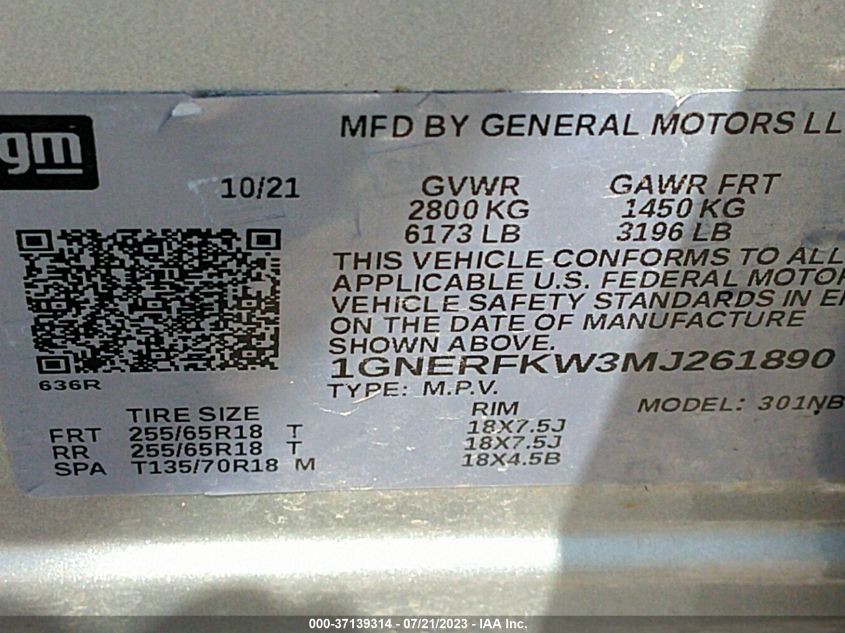 gm
MFD BY GENERAL MOTORS LL
10/21
GVWR GAWR FRT
2800 KG 1450 KG
6173 LB 3196 LB
THIS VEHICLE CONFORMS TO ALL
APPLICABLE U.S. FEDERAL MOTOR
VEHICLE SAFETY STANDARDS IN E
ON THE DATE OF MANUFACTURE
SHOWN ABOVE.
1GNERFKW3MJ261890
636R
TYPE: M.P.V.
MODEL: 301NB
TIRE SIZE RIM
FRT 255/65R18 T 18X7.5J
RR 255/65R18 T 18X7.5J
SPA T135/70R18 M 18X4.5B
000-37139314 - 07/21/2023 - IAA Inc.